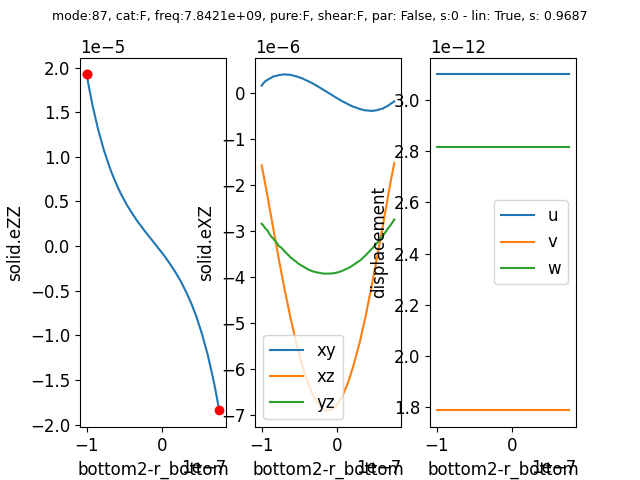 mode:87, cat:F, freq:7.8421e+09, pure:F, shear:F, par: False, s:0 - lin: True, s: 0.9687
1e−5
2.0
1.5
1.0
0.5
0.0
−0.5
−1.0
−1.5
−2.0
solid.eZZ
−1
0
1e−7
bottom2-r_bottom
1e−6
0
−1
−2
−3
−4
−5
−6
−7
solid.eXZ
xy
xz
yz
−1
0
1e−7
bottom2-r_bottom
1e−12
3.0
2.8
2.6
2.4
2.2
2.0
1.8
displacement
u
v
w
−1
0
1e−7
bottom2-r_bottom